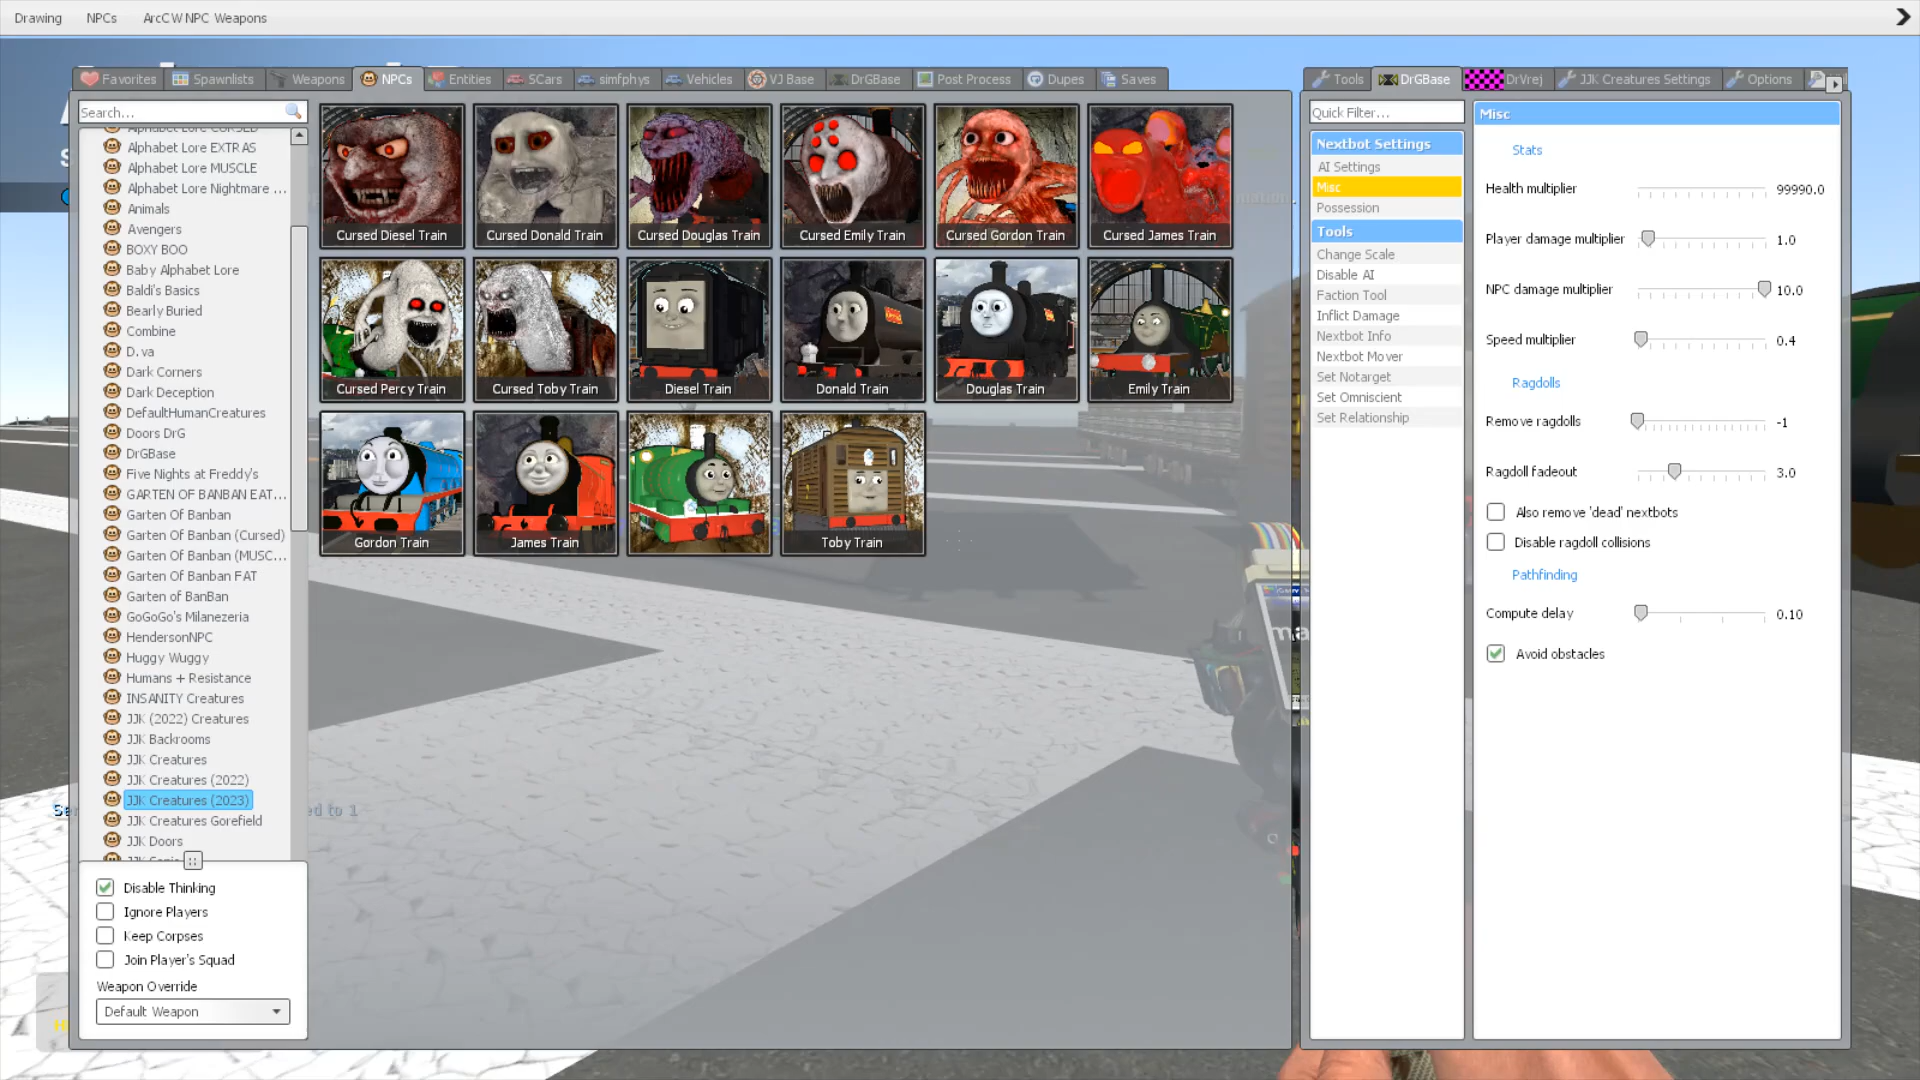 Drawing NPCs ArcCW NPC Weapons
Favorites Spawnlists Weapons NPCs Entities SCars simfphys Vehicles VJ Base DrGBase Post Process Dupes Saves
Search...
Alphabet Lore CURSED
Alphabet Lore EXTRAS
Alphabet Lore MUSCLE
Alphabet Lore Nightmare ...
Animals
Avengers
BOXY BOO
Baby Alphabet Lore
Baldi's Basics
Bearly Buried
Combine
D.va
Dark Corners
Dark Deception
DefaultHumanCreatures
Doors DrG
DrGBase
Five Nights at Freddy's
GARTEN OF BANBAN EAT...
Garten Of Banban
Garten Of Banban (Cursed)
Garten Of Banban (MUSC...
Garten Of Banban FAT
Garten of BanBan
GoGoGo's Milanezeria
HendersonNPC
Huggy Wuggy
Humans + Resistance
INSANITY Creatures
JJK (2022) Creatures
JJK Backrooms
JJK Creatures
JJK Creatures (2022)
JJK Creatures (2023)
JJK Creatures Gorefield
JJK Doors
Disable Thinking
Ignore Players
Keep Corpses
Join Player's Squad
Weapon Override
Default Weapon
Cursed Diesel Train Cursed Donald Train Cursed Douglas Train Cursed Emily Train Cursed Gordon Train Cursed James Train
Cursed Percy Train Cursed Toby Train Diesel Train Donald Train Douglas Train Emily Train
Gordon Train James Train Toby Train
ed to 1
Tools DrGBase DrVrej JJK Creatures Settings Options
Quick Filter...
Nextbot Settings
AI Settings
Misc
Possession
Tools
Change Scale
Disable AI
Faction Tool
Inflict Damage
Nextbot Info
Nextbot Mover
Set Notarget
Set Omniscient
Set Relationship
Misc
Stats
Health multiplier 99990.0
Player damage multiplier 1.0
NPC damage multiplier 10.0
Speed multiplier 0.4
Ragdolls
Remove ragdolls -1
Ragdoll fadeout 3.0
Also remove 'dead' nextbots
Disable ragdoll collisions
Pathfinding
Compute delay 0.10
Avoid obstacles